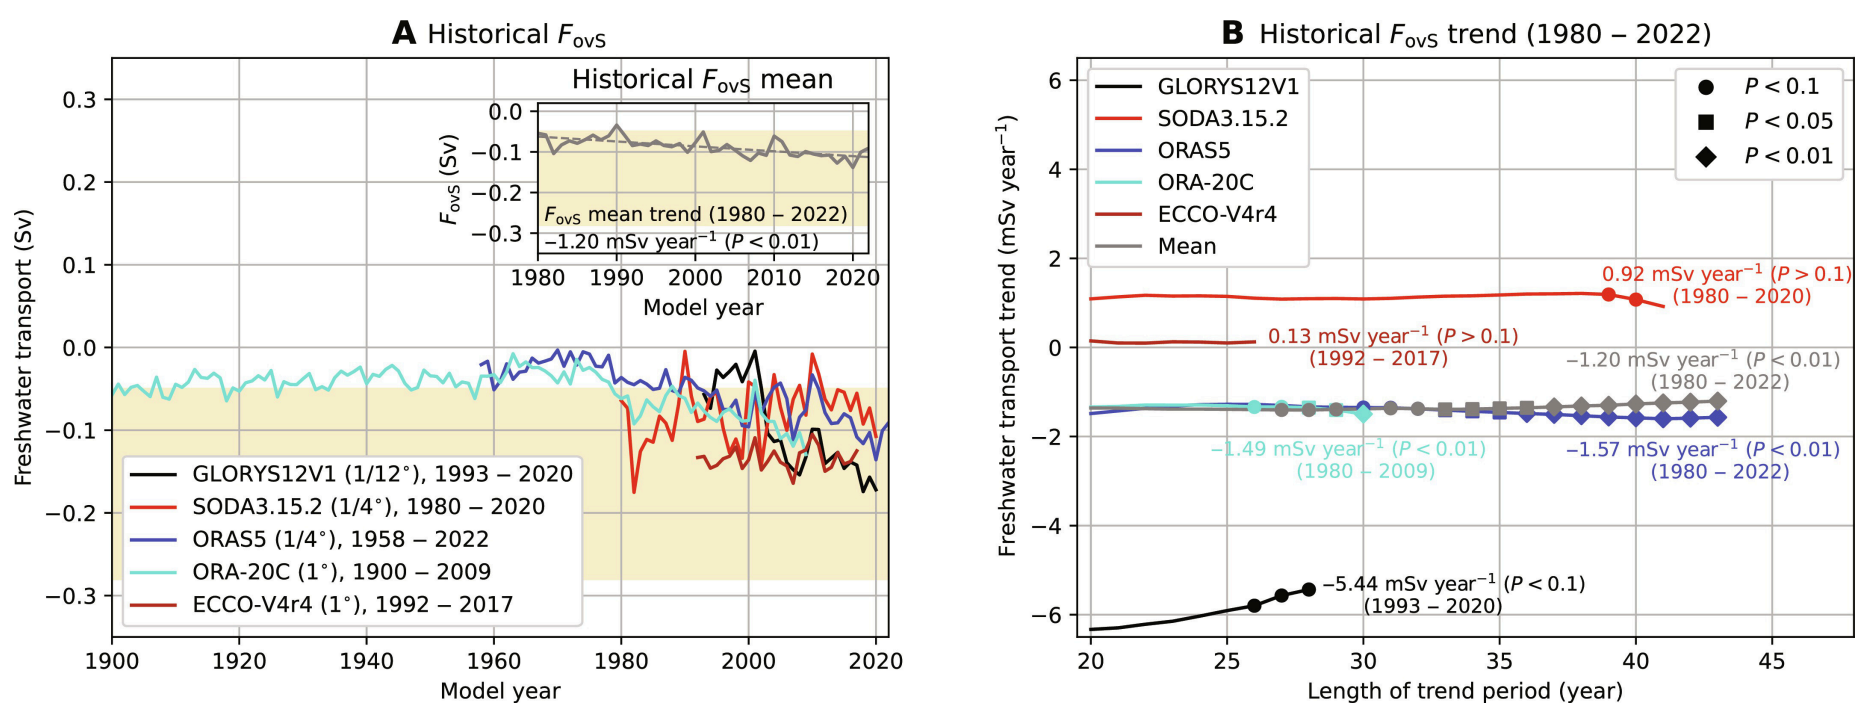 A Historical FovS
Freshwater transport (Sv)
0.3
0.2
0.1
0.0
−0.1
−0.2
−0.3
1900 1920 1940 1960 1980 2000 2020
Model year
Historical FovS mean
FovS (Sv)
0.0
−0.1
−0.2
−0.3
FovS mean trend (1980 − 2022)
−1.20 mSv year−1 (P < 0.01)
1980 1990 2000 2010 2020
Model year
GLORYS12V1 (1/12°), 1993 − 2020
SODA3.15.2 (1/4°), 1980 − 2020
ORAS5 (1/4°), 1958 − 2022
ORA-20C (1°), 1900 − 2009
ECCO-V4r4 (1°), 1992 − 2017
B Historical FovS trend (1980 − 2022)
Freshwater transport trend (mSv year−1)
6
4
2
0
−2
−4
−6
GLORYS12V1
SODA3.15.2
ORAS5
ORA-20C
ECCO-V4r4
Mean
P < 0.1
P < 0.05
P < 0.01
0.92 mSv year−1 (P > 0.1)
(1980 − 2020)
0.13 mSv year−1 (P > 0.1)
(1992 − 2017)
−1.20 mSv year−1 (P < 0.01)
(1980 − 2022)
−1.49 mSv year−1 (P < 0.01)
(1980 − 2009)
−1.57 mSv year−1 (P < 0.01)
(1980 − 2022)
−5.44 mSv year−1 (P < 0.1)
(1993 − 2020)
20 25 30 35 40 45
Length of trend period (year)